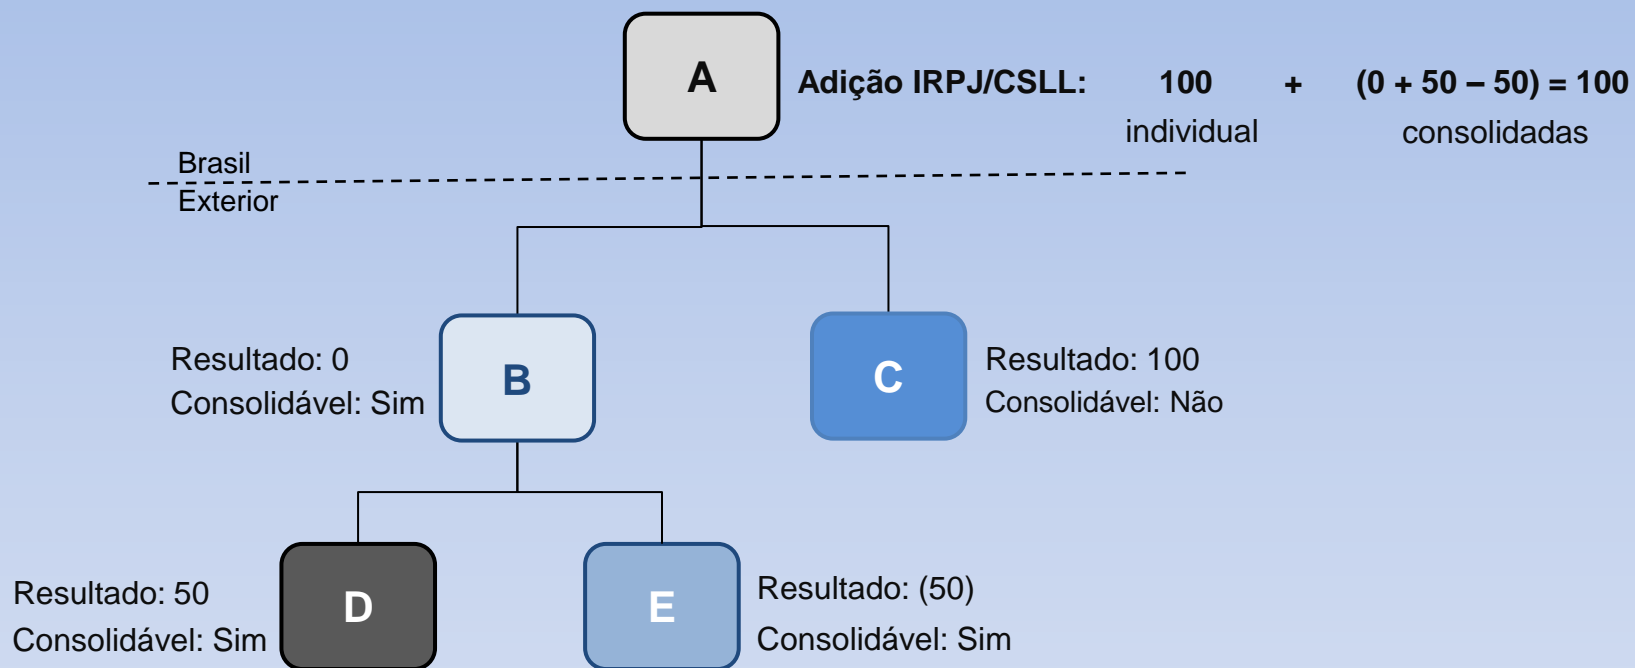 A
Adição IRPJ/CSLL: 100 + (0 + 50 – 50) = 100
individual consolidadas
Brasil
Exterior
Resultado: 0
Consolidável: Sim
B
C
Resultado: 100
Consolidável: Não
Resultado: 50
Consolidável: Sim
D
E
Resultado: (50)
Consolidável: Sim